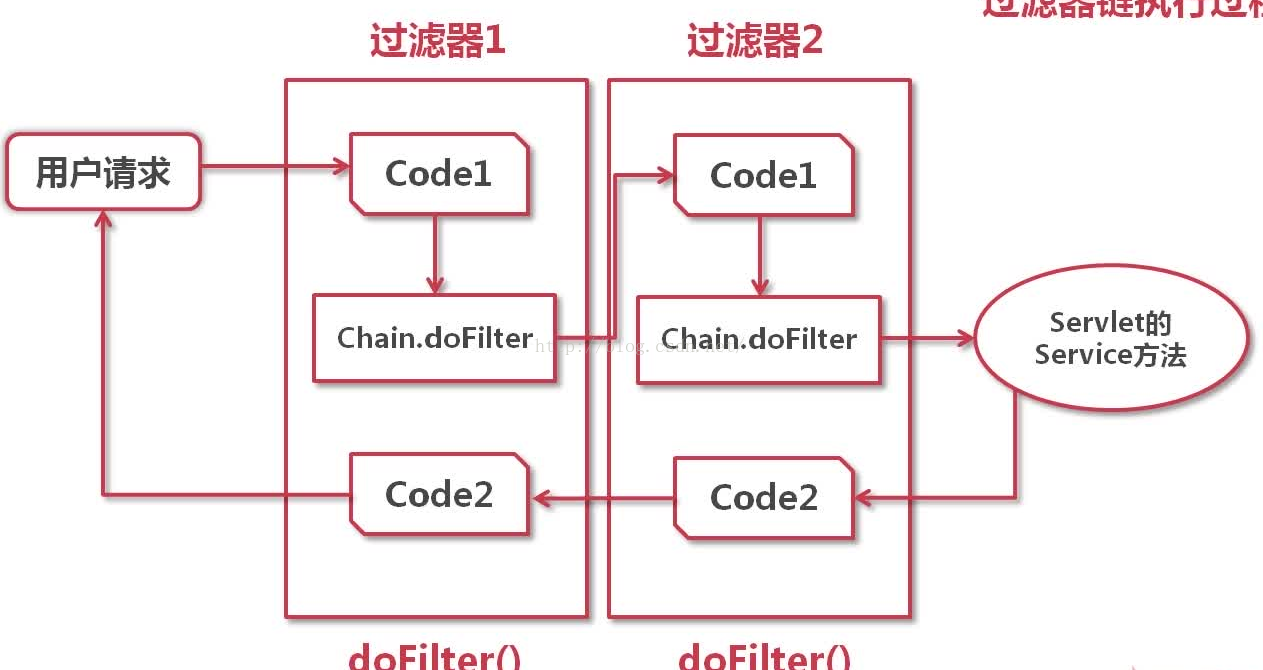 过滤器链执行过程
过滤器1
过滤器2
用户请求
Code1
Code1
Chain.doFilter
Chain.doFilter
http://blog.csdn.net/
Servlet的
Service方法
Code2
Code2
doFilter()
doFilter()